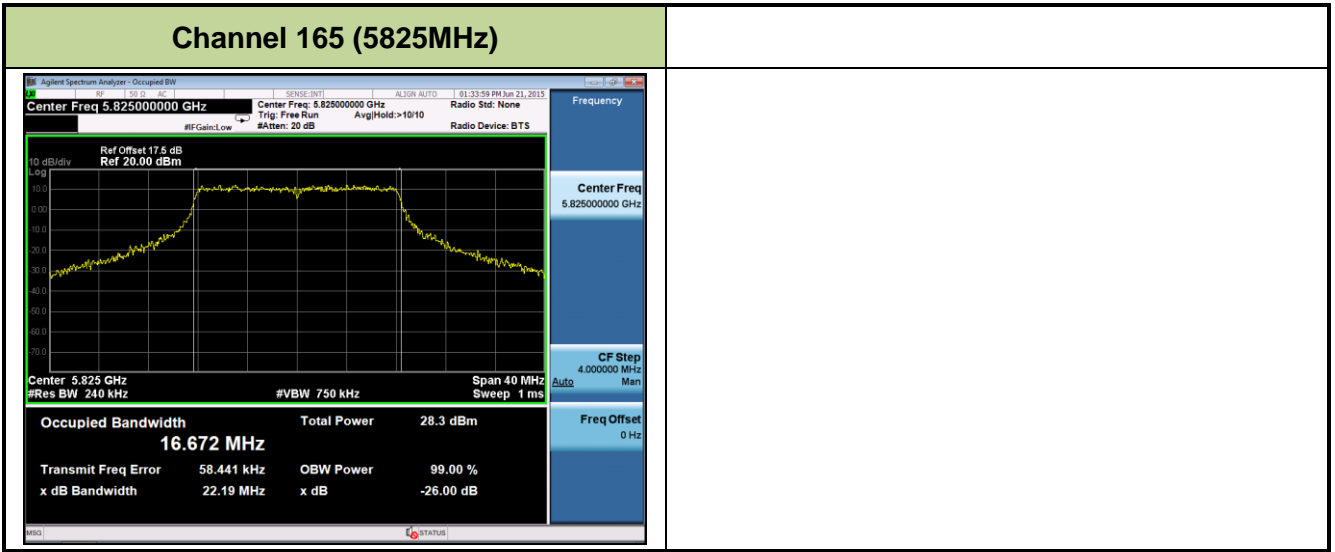 Channel 165 (5825MHz)
Agilent Spectrum Analyzer - Occupied BW
RF 50 Ω AC SENSE:INT ALIGN AUTO 01:33:59 PM Jun 21, 2015
Center Freq 5.825000000 GHz
Center Freq: 5.825000000 GHz
Radio Std: None
Trig: Free Run Avg|Hold:>10/10
#IFGain:Low
#Atten: 20 dB
Radio Device: BTS
Frequency
Ref Offset 17.5 dB
10 dB/div Ref 20.00 dBm
Log
10.0
0.00
-10.0
-20.0
-30.0
-40.0
-50.0
-60.0
-70.0
Center 5.825 GHz
Span 40 MHz
#Res BW 240 kHz
#VBW 750 kHz
Sweep 1 ms
Center Freq
5.825000000 GHz
CF Step
4.000000 MHz
Auto Man
Freq Offset
0 Hz
Occupied Bandwidth
16.672 MHz
Total Power 28.3 dBm
Transmit Freq Error 58.441 kHz
OBW Power 99.00 %
x dB Bandwidth 22.19 MHz
x dB -26.00 dB
MSG
STATUS